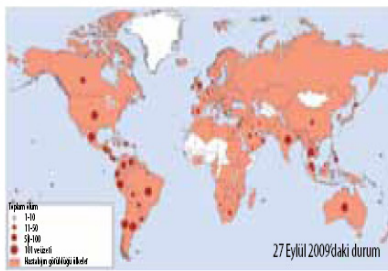 Toplam ölüm
1-10
11-50
51-100
101 ve üzeri
Hastalığın görüldüğü ülkeler
27 Eylül 2009'daki durum